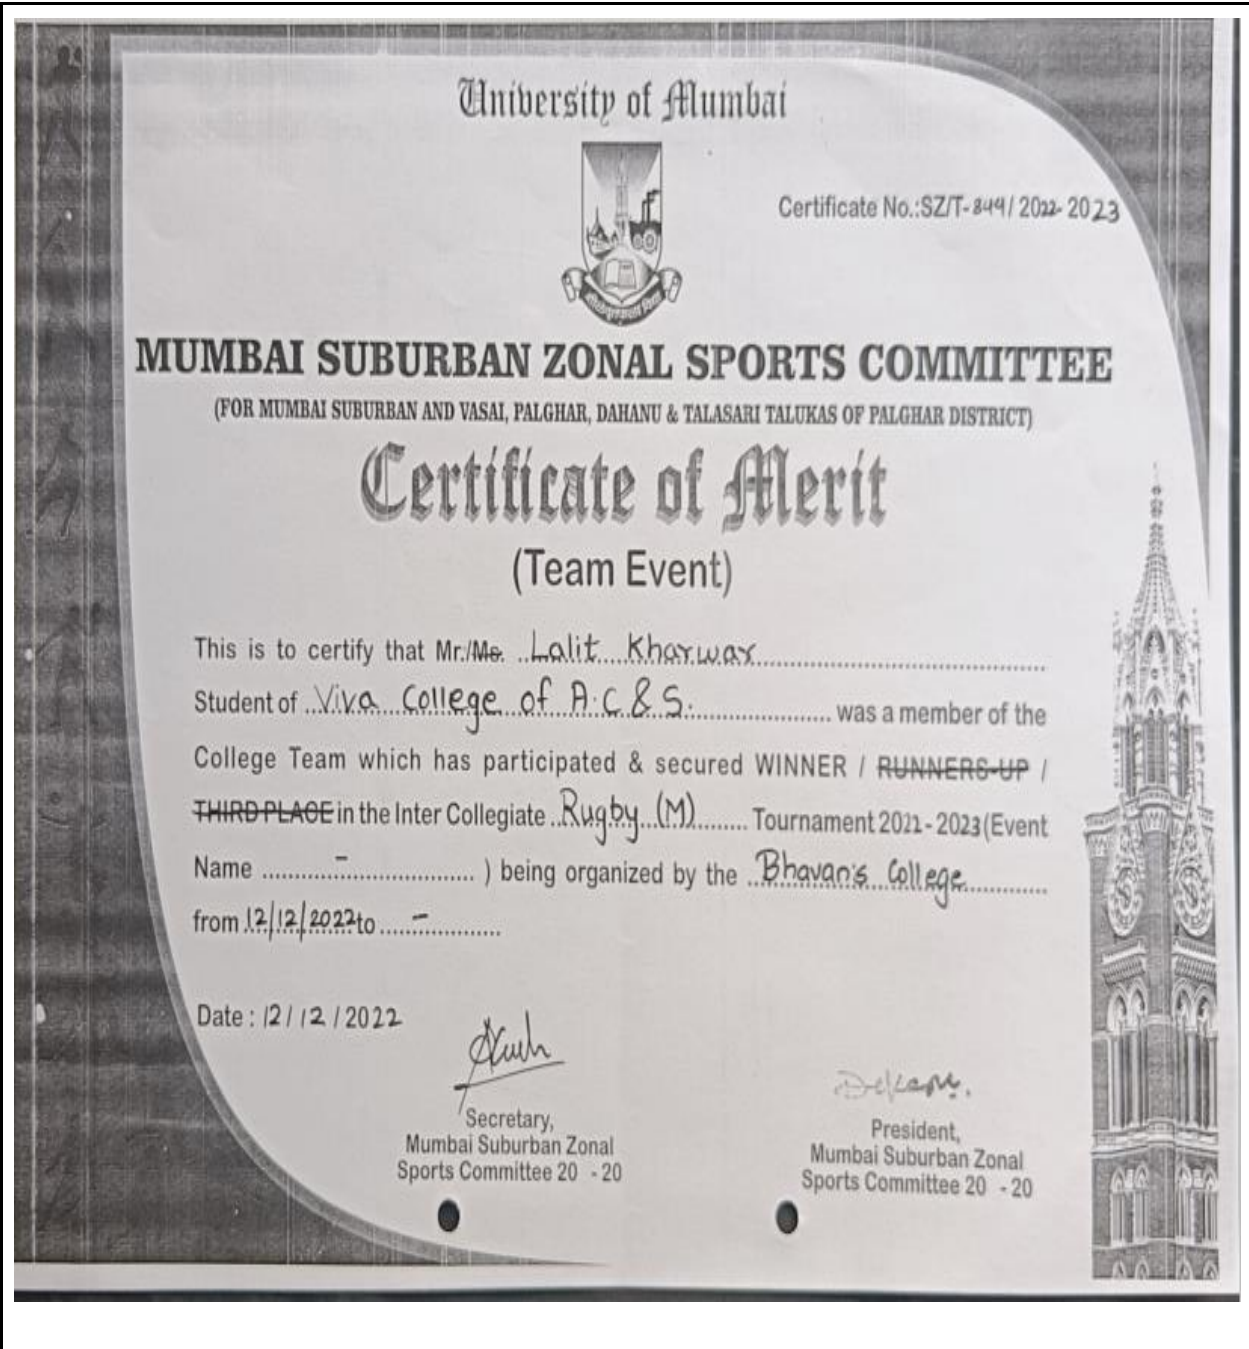 University of Mumbai
Certificate No.:SZ/T-849/2022-2023
MUMBAI SUBURBAN ZONAL SPORTS COMMITTEE
(FOR MUMBAI SUBURBAN AND VASAI, PALGHAR, DAHANU & TALASARI TALUKAS OF PALGHAR DISTRICT)
Certificate of Merit
(Team Event)
This is to certify that Mr./Ms. Lalit Kharwar
Student of Viva College of A.C & S. was a member of the
College Team which has participated & secured WINNER / RUNNERS-UP /
THIRD PLACE in the Inter Collegiate Rugby (M) Tournament 2022-2023 (Event
Name - ) being organized by the Bhavan's College
from 12/12/2022 to -
Date : 12/12/2022
Secretary,
Mumbai Suburban Zonal
Sports Committee 20 - 20
President,
Mumbai Suburban Zonal
Sports Committee 20 - 20